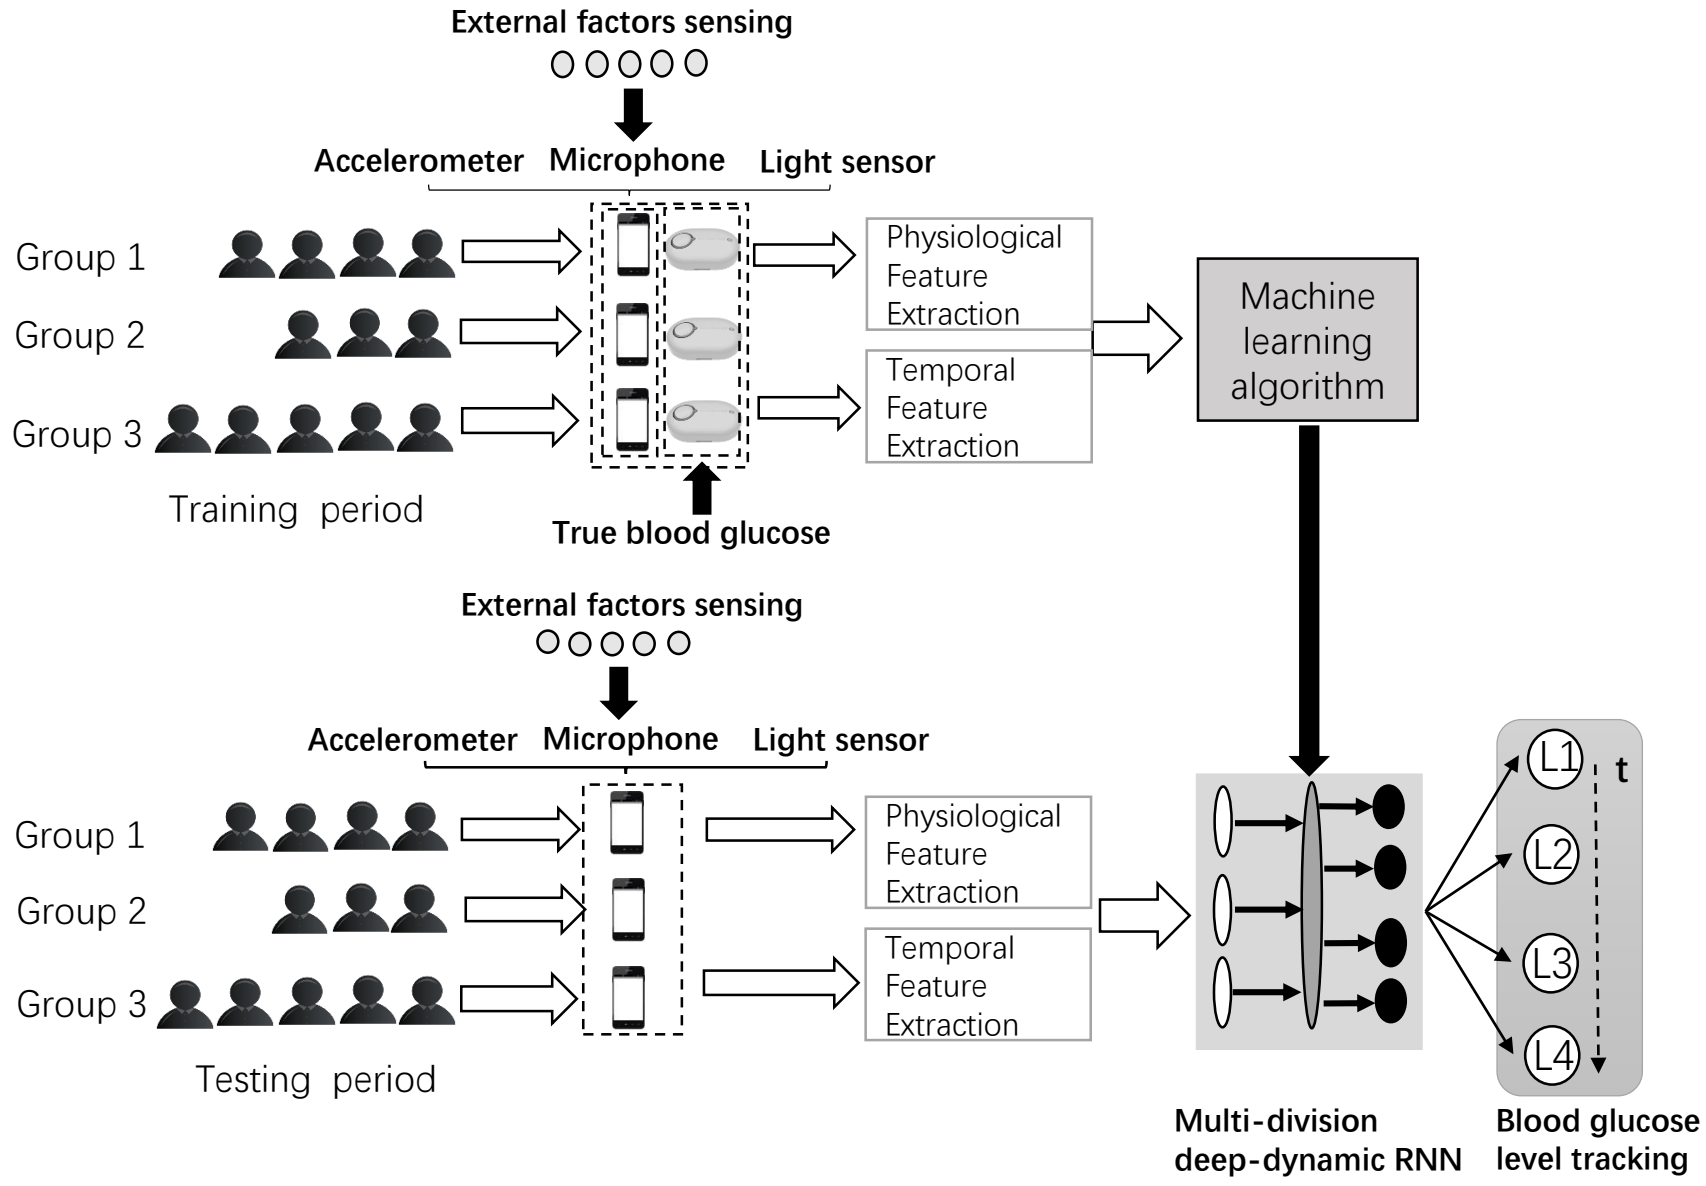 External factors sensing
Accelerometer Microphone Light sensor
Group 1
Group 2
Group 3
Training period
True blood glucose
Physiological
Feature
Extraction
Temporal
Feature
Extraction
Machine
learning
algorithm
External factors sensing
Accelerometer Microphone Light sensor
Group 1
Group 2
Group 3
Testing period
Physiological
Feature
Extraction
Temporal
Feature
Extraction
Multi-division
deep-dynamic RNN
L1
t
L2
L3
L4
Blood glucose
level tracking